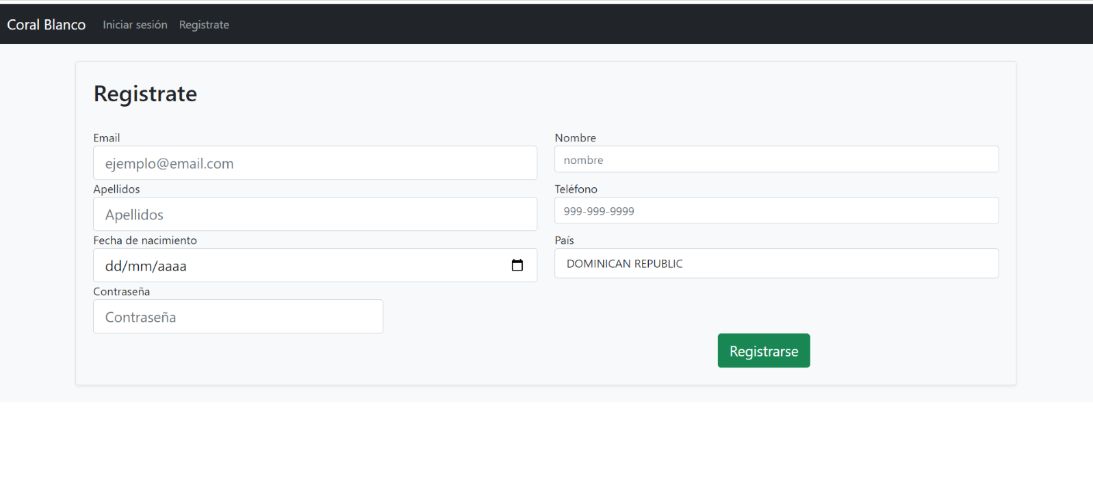 Coral Blanco Iniciar sesión Registrate
Registrate
Email Nombre
ejemplo@email.com nombre
Apellidos Teléfono
Apellidos 999-999-9999
Fecha de nacimiento País
dd/mm/aaaa DOMINICAN REPUBLIC
Contraseña
Contraseña
Registrarse